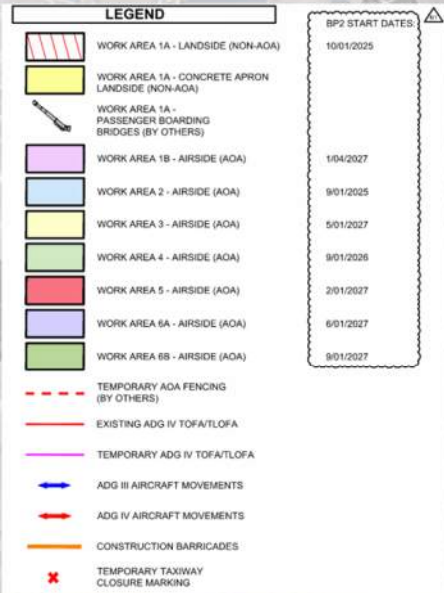 LEGEND
BP2 START DATES:
WORK AREA 1A - LANDSIDE (NON-AOA)
10/01/2025
WORK AREA 1A - CONCRETE APRON
LANDSIDE (NON-AOA)
WORK AREA 1A -
PASSENGER BOARDING
BRIDGES (BY OTHERS)
WORK AREA 1B - AIRSIDE (AOA)
1/04/2027
WORK AREA 2 - AIRSIDE (AOA)
9/01/2025
WORK AREA 3 - AIRSIDE (AOA)
5/01/2027
WORK AREA 4 - AIRSIDE (AOA)
9/01/2026
WORK AREA 5 - AIRSIDE (AOA)
2/01/2027
WORK AREA 6A - AIRSIDE (AOA)
6/01/2027
WORK AREA 6B - AIRSIDE (AOA)
9/01/2027
TEMPORARY AOA FENCING
(BY OTHERS)
EXISTING ADG IV TOFA/TLOFA
TEMPORARY ADG IV TOFA/TLOFA
ADG III AIRCRAFT MOVEMENTS
ADG IV AIRCRAFT MOVEMENTS
CONSTRUCTION BARRICADES
TEMPORARY TAXIWAY
CLOSURE MARKING